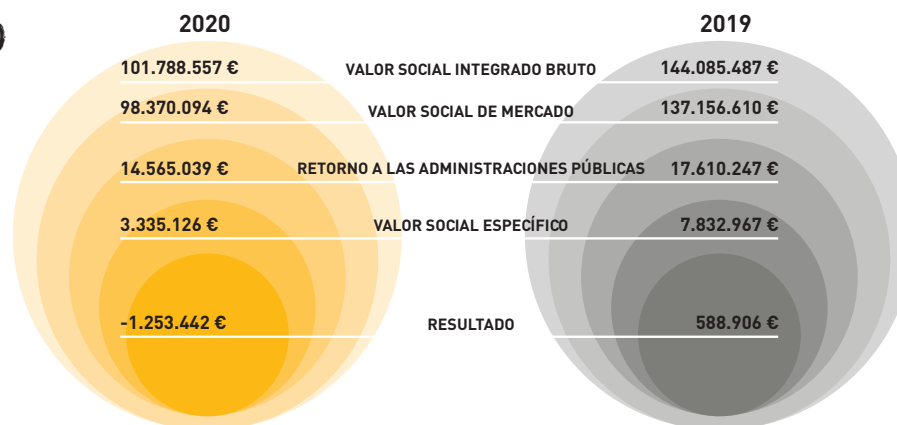 2020 2019
101.788.557 € VALOR SOCIAL INTEGRADO BRUTO 144.085.487 €
98.370.094 € VALOR SOCIAL DE MERCADO 137.156.610 €
14.565.039 € RETORNO A LAS ADMINISTRACIONES PÚBLICAS 17.610.247 €
3.335.126 € VALOR SOCIAL ESPECÍFICO 7.832.967 €
-1.253.442 € RESULTADO 588.906 €